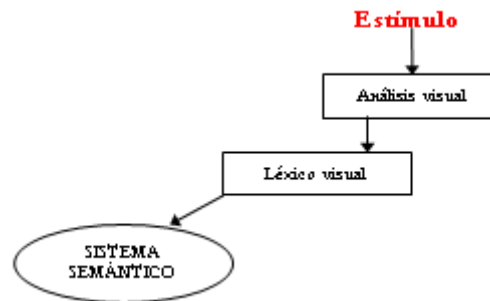 Estímulo
Análisis visual
Léxico visual
SISTEMA
SEMÁNTICO